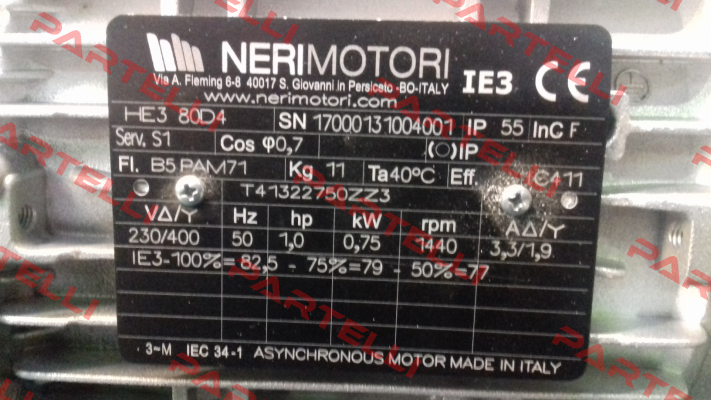 NERIMOTORI
Via A. Fleming 6-8 40017 S. Giovanni in Persiceto -BO-ITALY IE3 CE
www.nerimotori.com
HE3 80D4 SN 17000131004001 IP 55 InC F
Serv. S1 Cos φ0,7 IP
Fl. B5 PAM71 Kg 11 Ta40°C Eff. CA11
T41322750ZZ3
VΔ/Y Hz hp kW rpm AΔ/Y
230/400 50 1,0 0,75 1440 3,3/1,9
IE3-100%=82,5 - 75%=79 - 50%=77
3~M IEC 34-1 ASYNCHRONOUS MOTOR MADE IN ITALY
PARTELLI
PARTELLI
PARTELLI
PARTELLI
PARTELLI
PARTELLI